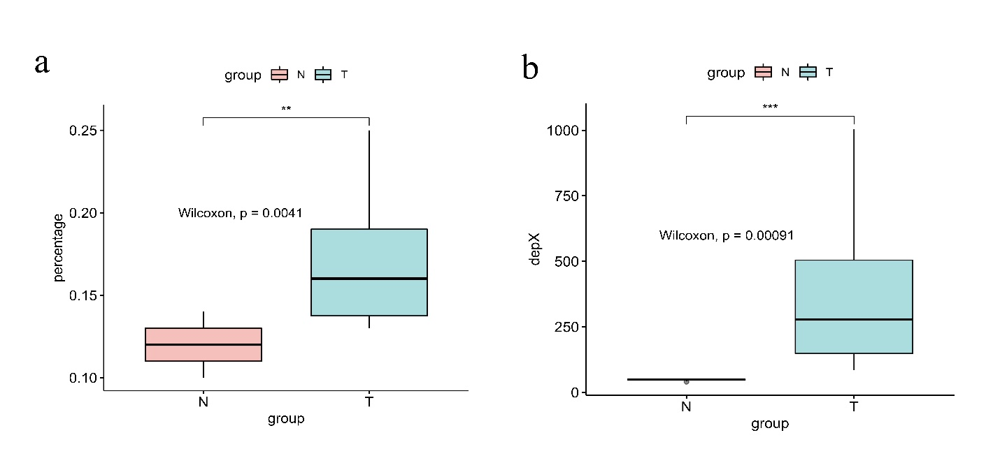 a
group N T
**
0.25
0.20
0.15
0.10
percentage
Wilcoxon, p = 0.0041
N T
group
b
group N T
***
1000
750
500
250
0
depX
Wilcoxon, p = 0.00091
N T
group